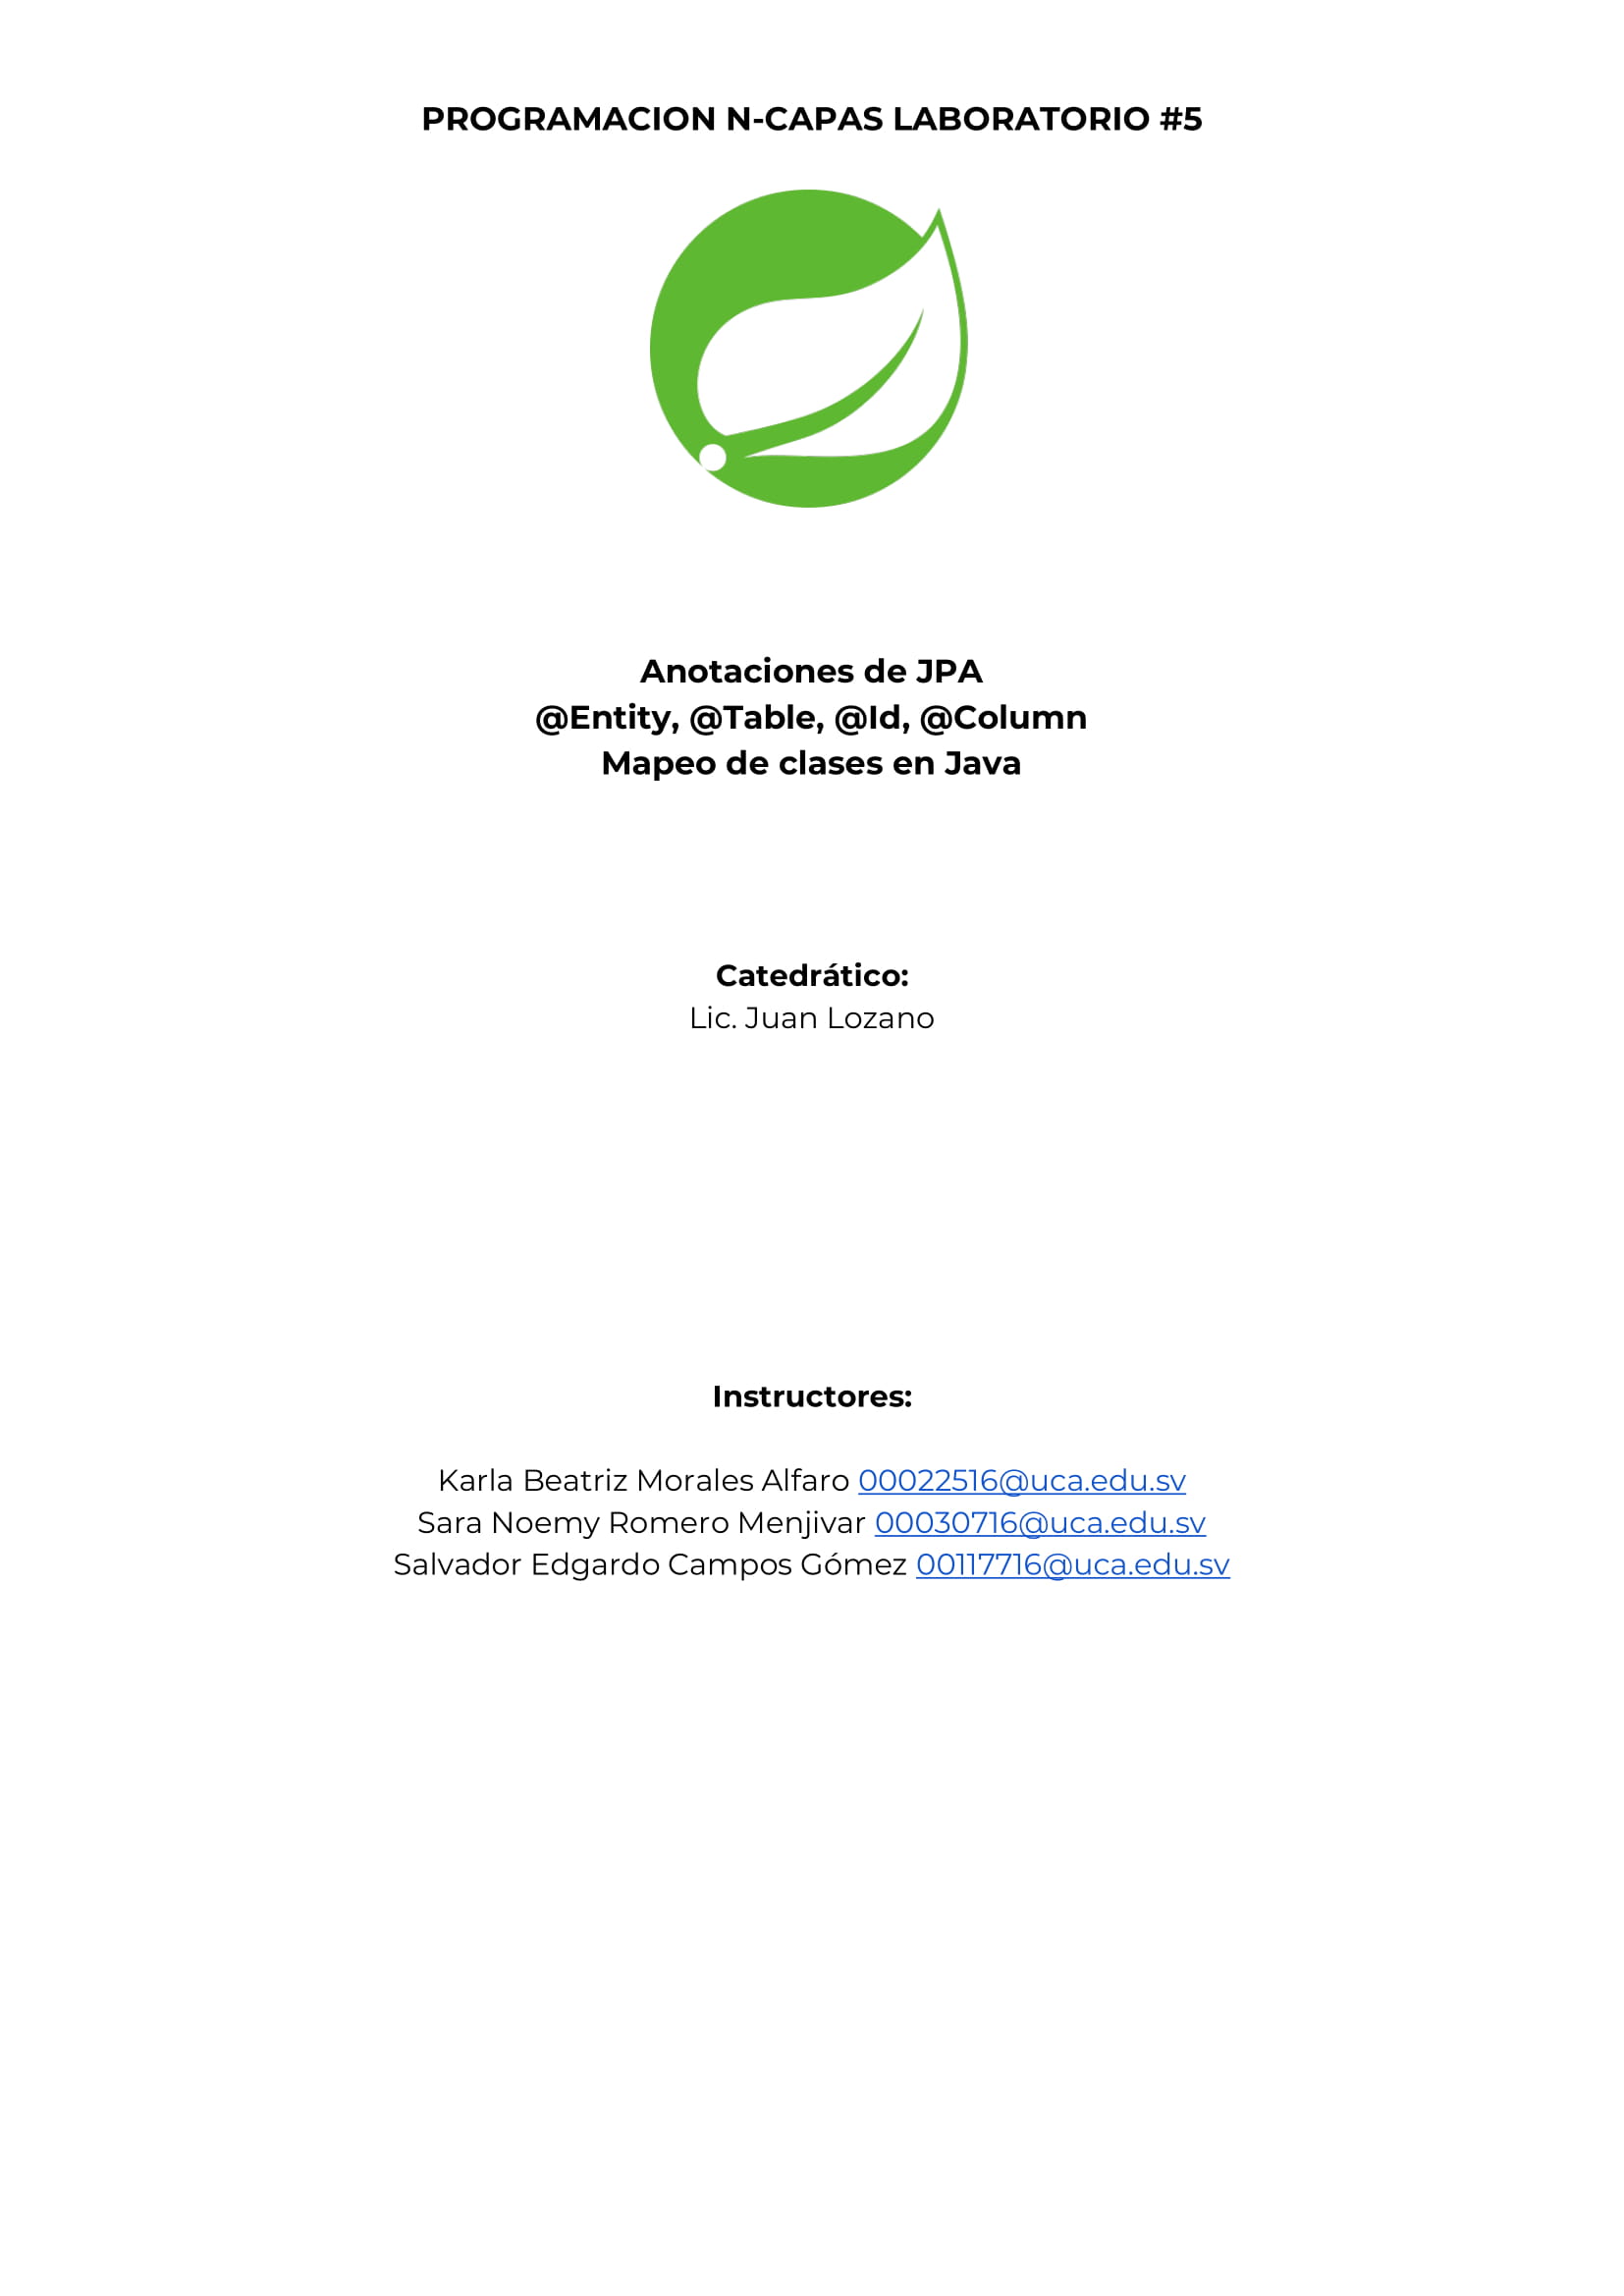 PROGRAMACION N-CAPAS LABORATORIO #5
Anotaciones de JPA
@Entity, @Table, @Id, @Column
Mapeo de clases en Java
Catedrático:
Lic. Juan Lozano
Instructores:
Karla Beatriz Morales Alfaro 00022516@uca.edu.sv
Sara Noemy Romero Menjivar 00030716@uca.edu.sv
Salvador Edgardo Campos Gómez 00117716@uca.edu.sv